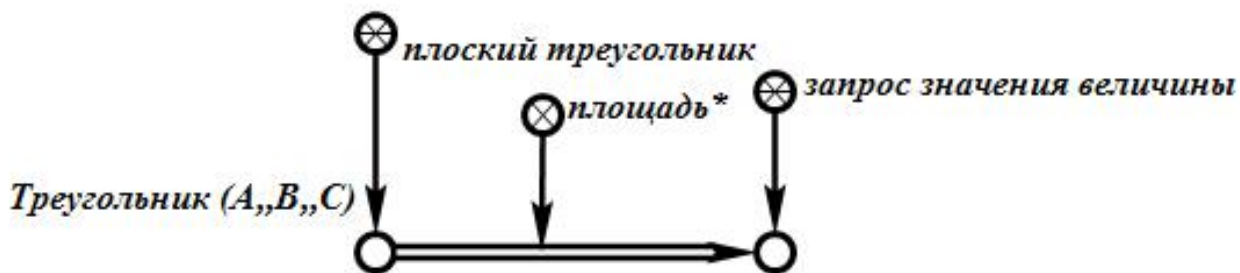 плоский треугольник
запрос значения величины
площадь*
Треугольник (A„B„C)